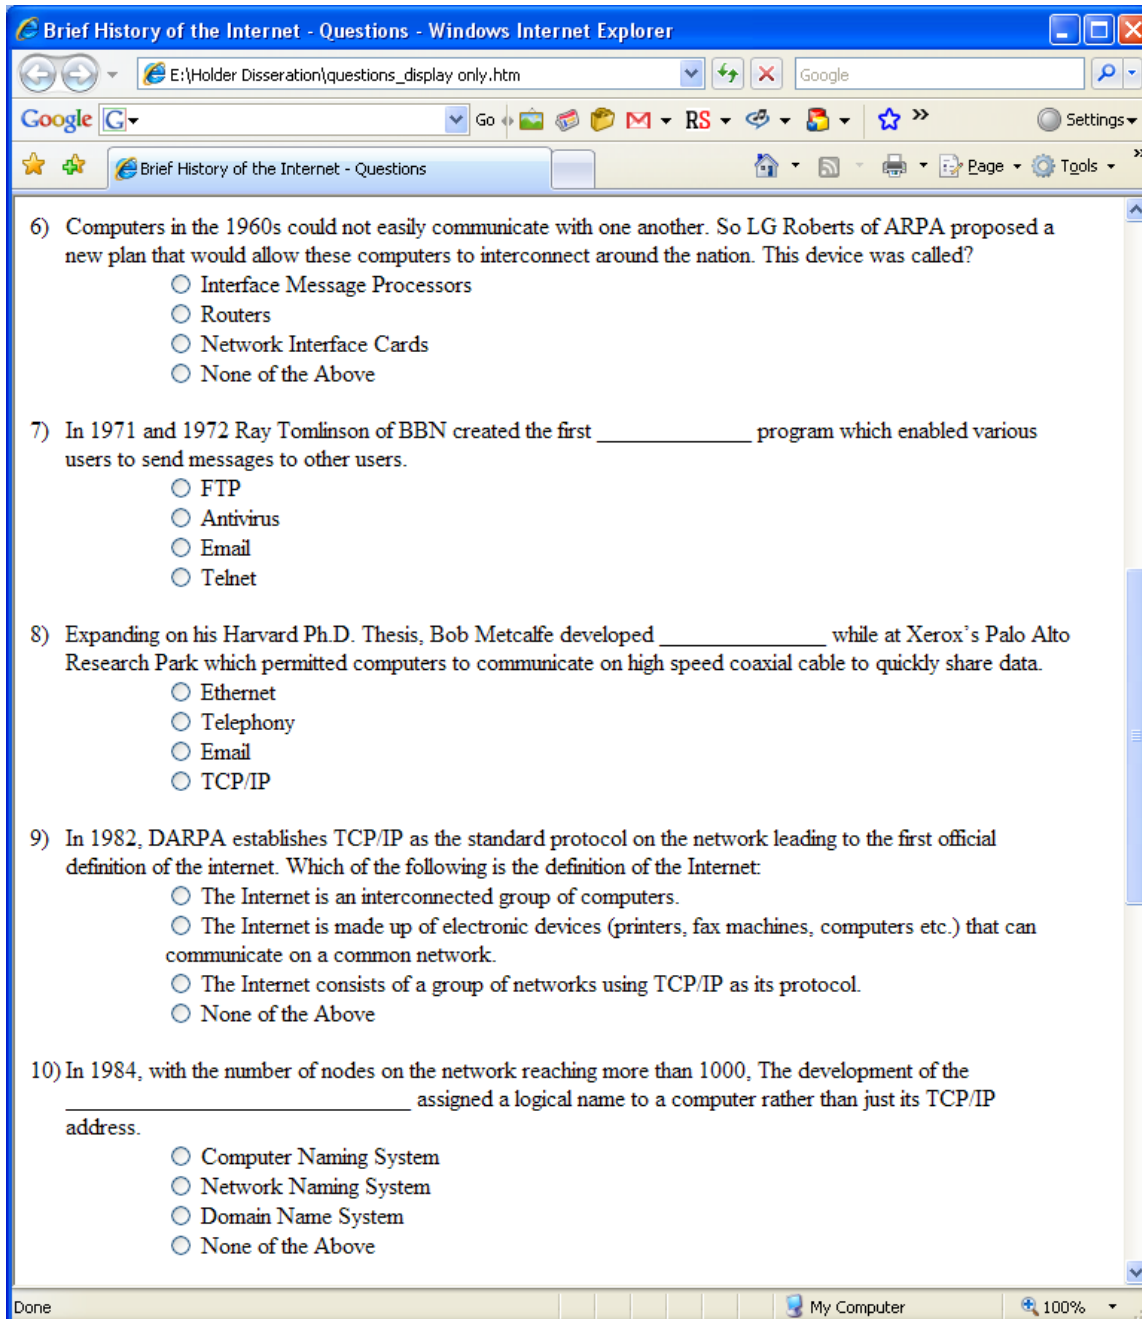 Brief History of the Internet - Questions - Windows Internet Explorer
E:\Holder Disseration\questions_display only.htm
Google
Google G Go RS » Settings
Brief History of the Internet - Questions Page Tools »
6) Computers in the 1960s could not easily communicate with one another. So LG Roberts of ARPA proposed a
new plan that would allow these computers to interconnect around the nation. This device was called?
Interface Message Processors
Routers
Network Interface Cards
None of the Above
7) In 1971 and 1972 Ray Tomlinson of BBN created the first ______________ program which enabled various
users to send messages to other users.
FTP
Antivirus
Email
Telnet
8) Expanding on his Harvard Ph.D. Thesis, Bob Metcalfe developed _______________ while at Xerox’s Palo Alto
Research Park which permitted computers to communicate on high speed coaxial cable to quickly share data.
Ethernet
Telephony
Email
TCP/IP
9) In 1982, DARPA establishes TCP/IP as the standard protocol on the network leading to the first official
definition of the internet. Which of the following is the definition of the Internet:
The Internet is an interconnected group of computers.
The Internet is made up of electronic devices (printers, fax machines, computers etc.) that can
communicate on a common network.
The Internet consists of a group of networks using TCP/IP as its protocol.
None of the Above
10) In 1984, with the number of nodes on the network reaching more than 1000, The development of the
_______________________________ assigned a logical name to a computer rather than just its TCP/IP
address.
Computer Naming System
Network Naming System
Domain Name System
None of the Above
Done My Computer 100%